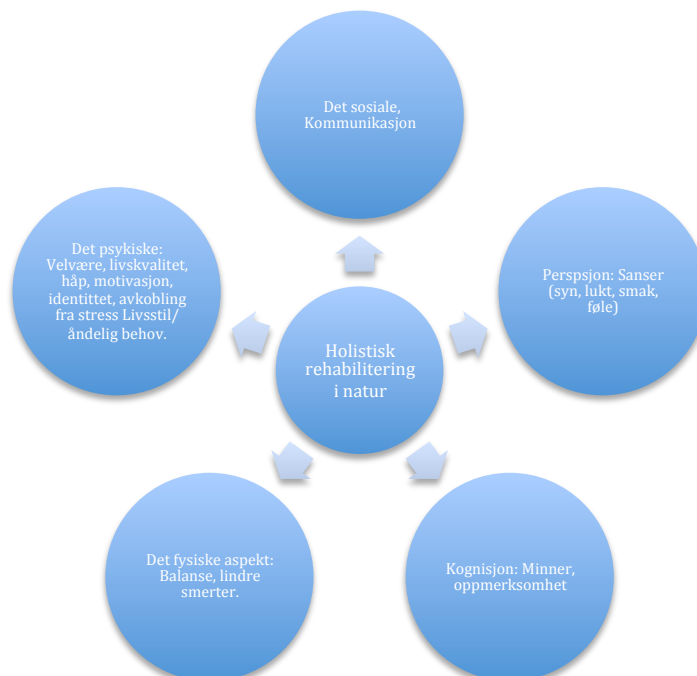 Det sosiale,
Kommunikasjon
Det psykiske:
Velvære, livskvalitet,
håp, motivasjon,
identittet, avkobling
fra stress Livsstil/
åndelig behov.
Perspsjon: Sanser
(syn, lukt, smak,
føle)
Holistisk
rehabilitering
i natur
Det fysiske aspekt:
Balanse, lindre
smerter.
Kognisjon: Minner,
oppmerksomhet